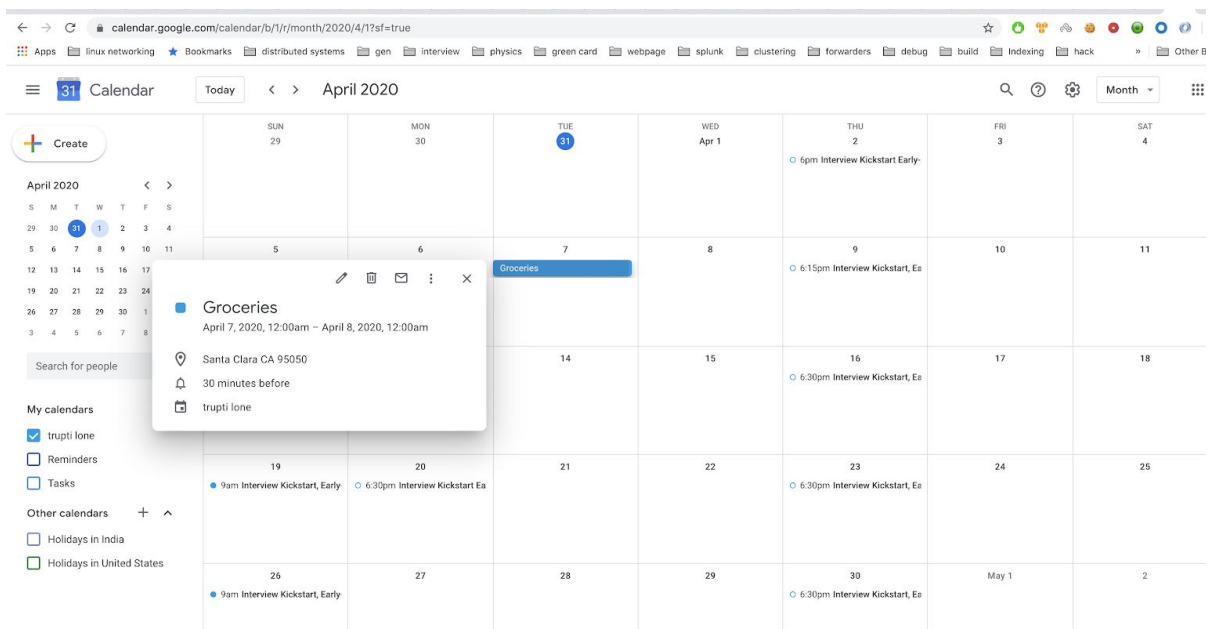 calendar.google.com/calendar/b/1/r/month/2020/4/1?sf=true
Apps linux networking Bookmarks distributed systems gen interview physics green card webpage splunk clustering forwarders debug build Indexing hack » Other B
31 Calendar Today < > April 2020 Month
Create
SUN MON TUE WED THU FRI SAT
29 30 31 Apr 1 2 3 4
6pm Interview Kickstart Early-
April 2020 < >
S M T W T F S
29 30 31 1 2 3 4
5 6 7 8 9 10 11
12 13 14 15 16 17
19 20 21 22 23 24
26 27 28 29 30 1
3 4 5 6 7 8
Search for people
My calendars
trupti lone
Reminders
Tasks
Other calendars
Holidays in India
Holidays in United States
5 6 7 8 9 10 11
Groceries 6:15pm Interview Kickstart, Ea
Groceries
April 7, 2020, 12:00am – April 8, 2020, 12:00am
Santa Clara CA 95050
30 minutes before
trupti lone
14 15 16 17 18
6:30pm Interview Kickstart, Ea
19 20 21 22 23 24 25
9am Interview Kickstart, Early 6:30pm Interview Kickstart Ea 6:30pm Interview Kickstart, Ea
26 27 28 29 30 May 1 2
9am Interview Kickstart, Early 6:30pm Interview Kickstart, Ea